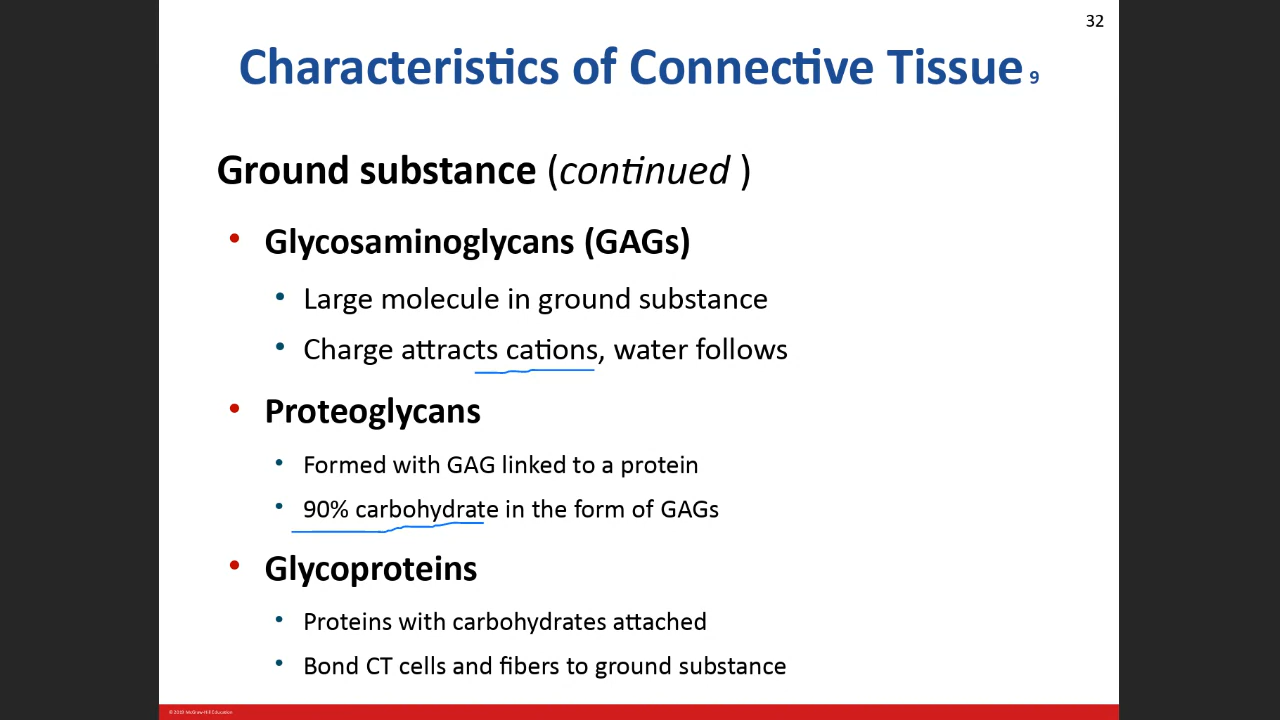 32
Characteristics of Connective Tissue 9
Ground substance (continued )
• Glycosaminoglycans (GAGs)
• Large molecule in ground substance
• Charge attracts cations, water follows
• Proteoglycans
• Formed with GAG linked to a protein
• 90% carbohydrate in the form of GAGs
• Glycoproteins
• Proteins with carbohydrates attached
• Bond CT cells and fibers to ground substance